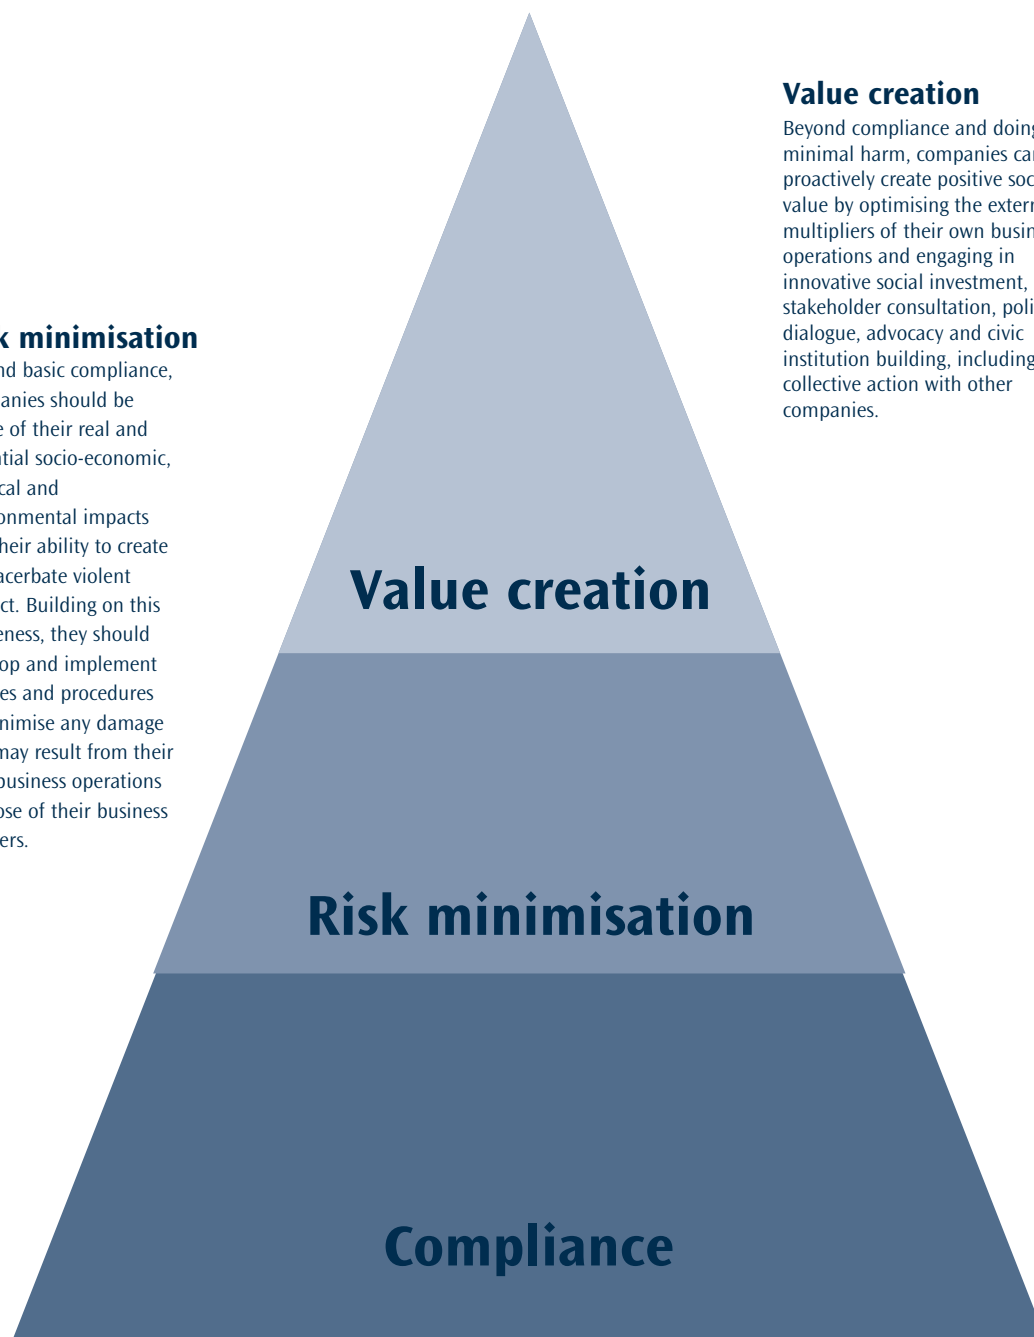 Value creation
Beyond compliance and doing
minimal harm, companies can
proactively create positive soc
value by optimising the extern
multipliers of their own busin
operations and engaging in
innovative social investment,
stakeholder consultation, poli
dialogue, advocacy and civic
institution building, including
collective action with other
companies.
k minimisation
nd basic compliance,
anies should be
e of their real and
ntial socio-economic,
cal and
onmental impacts
heir ability to create
acerbate violent
ct. Building on this
eness, they should
op and implement
es and procedures
nimise any damage
may result from their
business operations
ose of their business
ers.
Value creation
Risk minimisation
Compliance